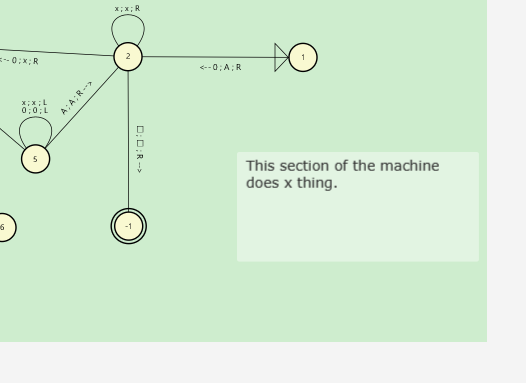 x ; x ; R
2
1
<-- 0 ; x ; R
<-- 0 ; A ; R
A ; A ; R -->
x ; x ; L
0 ; 0 ; L
□ ; □ ; R -->
5
This section of the machine
does x thing.
6
-1